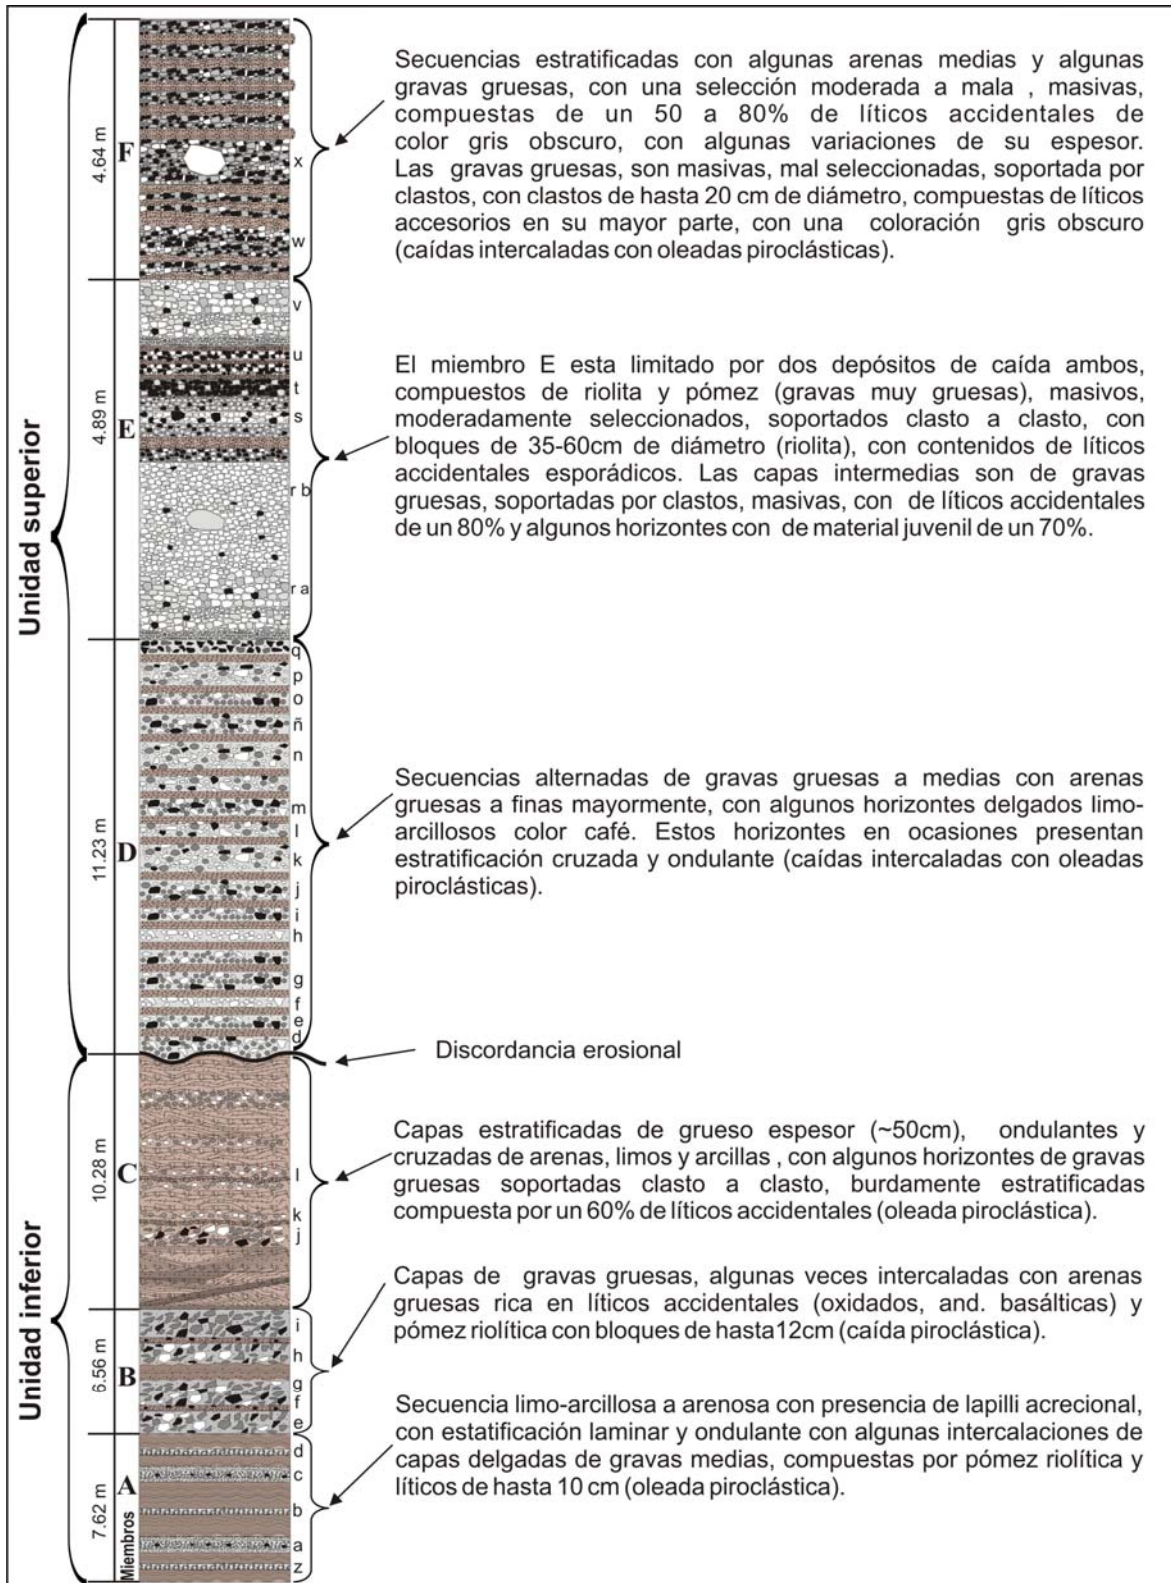 Unidad superior
4.64 m
F
x
w
Secuencias estratificadas con algunas arenas medias y algunas
gravas gruesas, con una selección moderada a mala , masivas,
compuestas de un 50 a 80% de líticos accidentales de
color gris obscuro, con algunas variaciones de su espesor.
Las gravas gruesas, son masivas, mal seleccionadas, soportada por
clastos, con clastos de hasta 20 cm de diámetro, compuestas de líticos
accesorios en su mayor parte, con una coloración gris obscuro
(caídas intercaladas con oleadas piroclásticas).
4.89 m
E
v
u
t
s
r b
r a
El miembro E esta limitado por dos depósitos de caída ambos,
compuestos de riolita y pómez (gravas muy gruesas), masivos,
moderadamente seleccionados, soportados clasto a clasto, con
bloques de 35-60cm de diámetro (riolita), con contenidos de líticos
accidentales esporádicos. Las capas intermedias son de gravas
gruesas, soportadas por clastos, masivas, con de líticos accidentales
de un 80% y algunos horizontes con de material juvenil de un 70%.
11.23 m
D
q
p
o
ñ
n
m
l
k
j
i
h
g
f
e
d
Secuencias alternadas de gravas gruesas a medias con arenas
gruesas a finas mayormente, con algunos horizontes delgados limo-
arcillosos color café. Estos horizontes en ocasiones presentan
estratificación cruzada y ondulante (caídas intercaladas con oleadas
piroclásticas).
Discordancia erosional
Unidad inferior
10.28 m
C
l
k
j
Capas estratificadas de grueso espesor (~50cm), ondulantes y
cruzadas de arenas, limos y arcillas , con algunos horizontes de gravas
gruesas soportadas clasto a clasto, burdamente estratificadas
compuesta por un 60% de líticos accidentales (oleada piroclástica).
6.56 m
B
i
h
g
f
e
Capas de gravas gruesas, algunas veces intercaladas con arenas
gruesas rica en líticos accidentales (oxidados, and. basálticas) y
pómez riolítica con bloques de hasta12cm (caída piroclástica).
7.62 m
Miembros
A
d
c
b
a
z
Secuencia limo-arcillosa a arenosa con presencia de lapilli acrecional,
con estatificación laminar y ondulante con algunas intercalaciones de
capas delgadas de gravas medias, compuestas por pómez riolítica y
líticos de hasta 10 cm (oleada piroclástica).